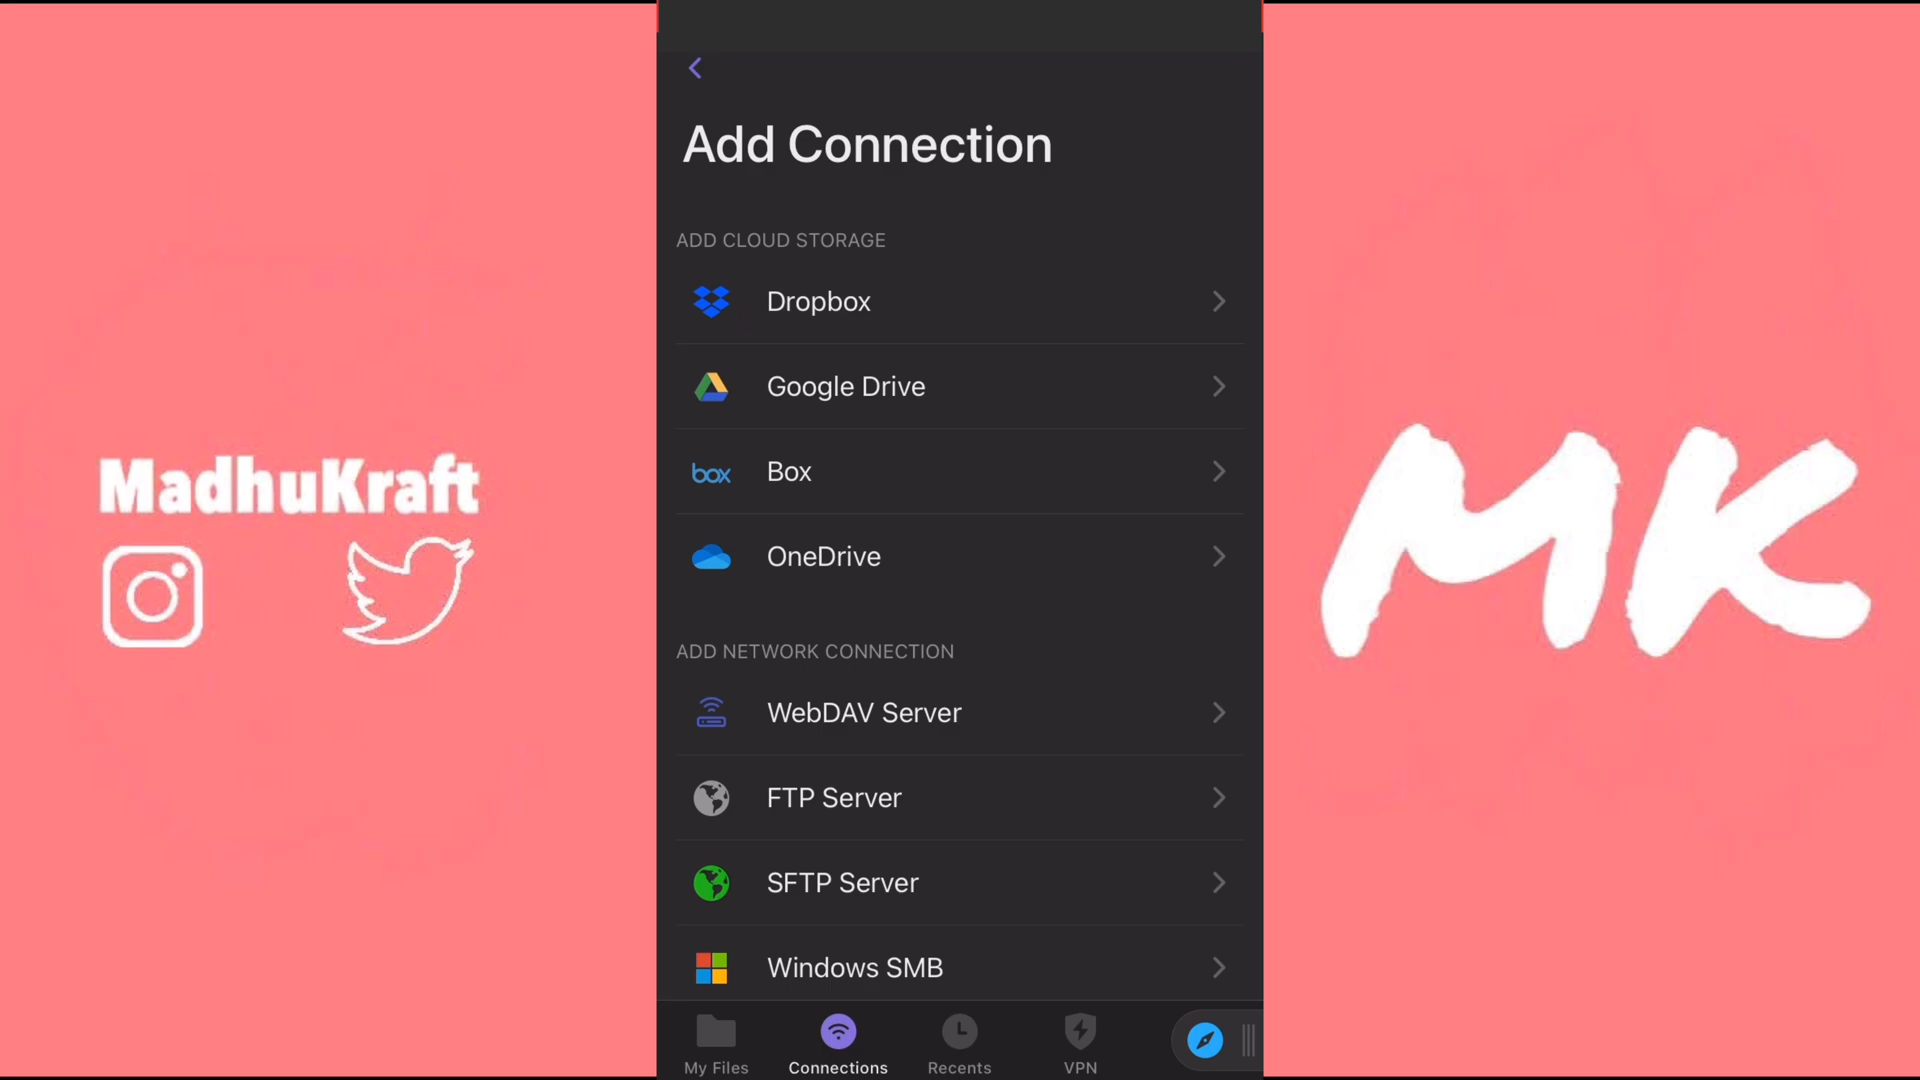 MadhuKraft
Add Connection
ADD CLOUD STORAGE
Dropbox
Google Drive
box Box
OneDrive
ADD NETWORK CONNECTION
WebDAV Server
FTP Server
SFTP Server
Windows SMB
My Files
Connections
Recents
VPN
MK